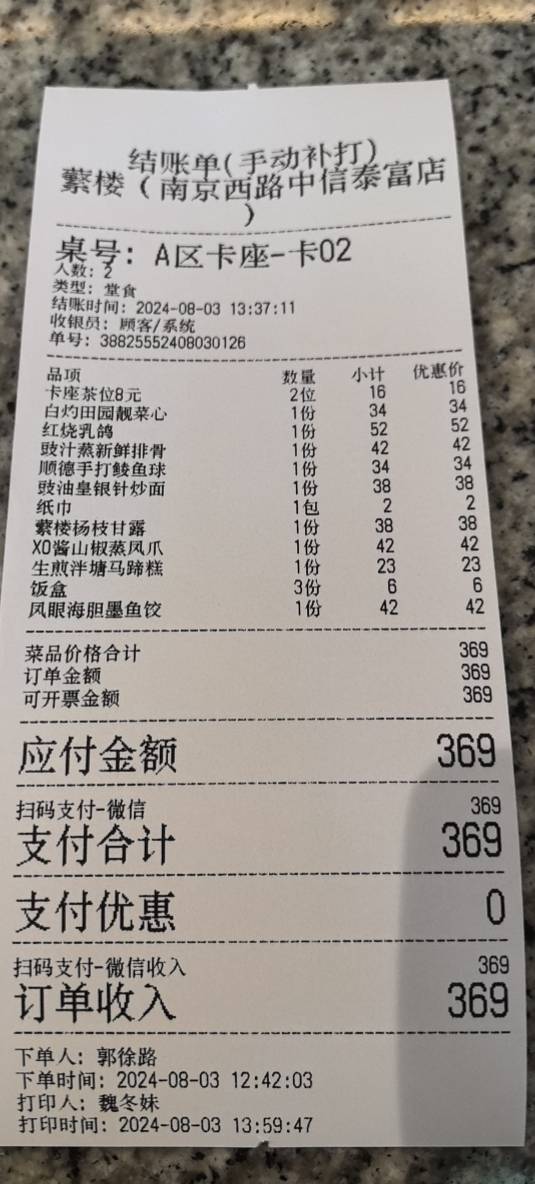 结账单(手动补打)
蘩楼（南京西路中信泰富店
）
桌号: A区卡座-卡02
人数: 2
类型: 堂食
结账时间: 2024-08-03 13:37:11
收银员: 顾客/系统
单号: 38825552408030126
品项 数量 小计 优惠价
卡座茶位8元 2位 16 16
白灼田园靓菜心 1份 34 34
红烧乳鸽 1份 52 52
豉汁蒸新鲜排骨 1份 42 42
顺德手打鲮鱼球 1份 34 34
豉油皇银针炒面 1份 38 38
纸巾 1包 2 2
蘩楼杨枝甘露 1份 38 38
XO酱山椒蒸凤爪 1份 42 42
生煎泮塘马蹄糕 1份 23 23
饭盒 3份 6 6
凤眼海胆墨鱼饺 1份 42 42
菜品价格合计 369
订单金额 369
可开票金额 369
应付金额 369
扫码支付-微信 369
支付合计 369
支付优惠 0
扫码支付-微信收入 369
订单收入 369
下单人: 郭徐路
下单时间: 2024-08-03 12:42:03
打印人: 魏冬妹
打印时间: 2024-08-03 13:59:47